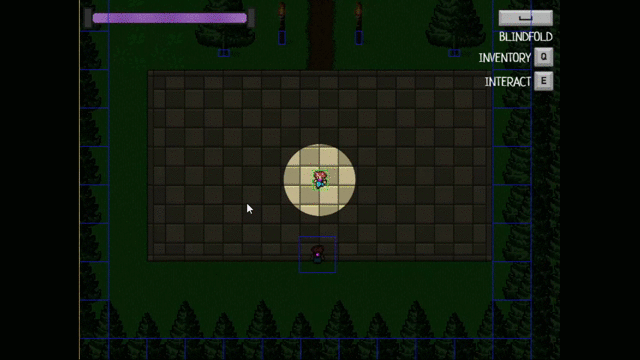 BLINDFOLD
INVENTORY Q
INTERACT E